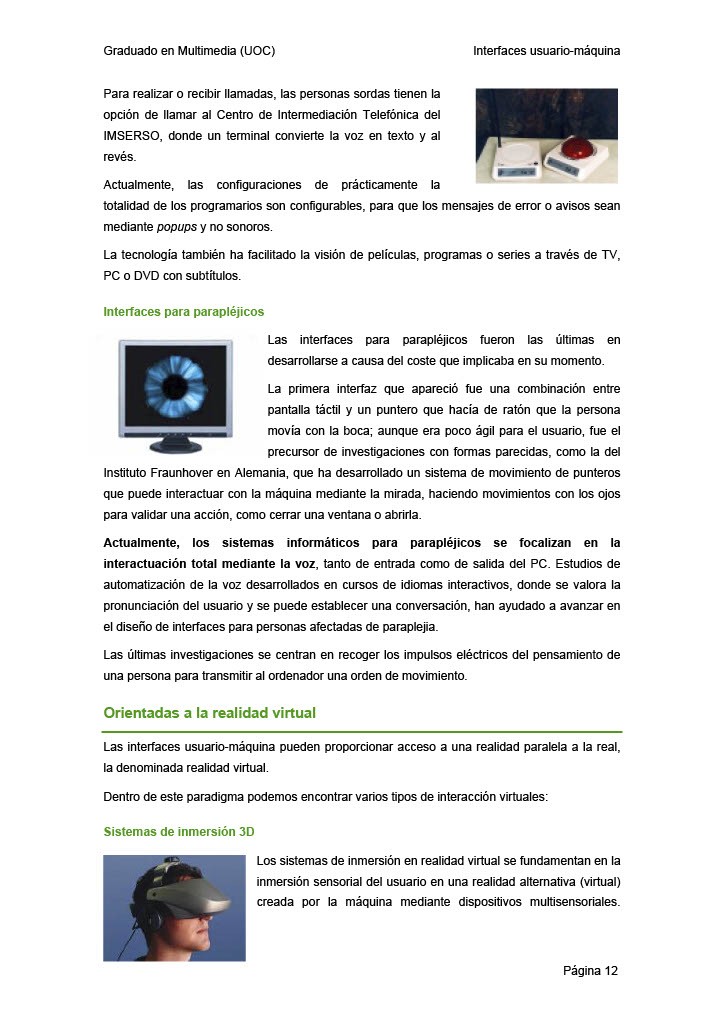 Graduado en Multimedia (UOC)
Interfaces usuario-máquina
Para realizar o recibir llamadas, las personas sordas tienen la
opción de llamar al Centro de Intermediación Telefónica del
IMSERSO, donde un terminal convierte la voz en texto y al
revés.
Actualmente, las configuraciones de prácticamente la
totalidad de los programarios son configurables, para que los mensajes de error o avisos sean
mediante popups y no sonoros.
La tecnología también ha facilitado la visión de películas, programas o series a través de TV,
PC o DVD con subtítulos.
Interfaces para parapléjicos
Las interfaces para parapléjicos fueron las últimas en
desarrollarse a causa del coste que implicaba en su momento.
La primera interfaz que apareció fue una combinación entre
pantalla táctil y un puntero que hacía de ratón que la persona
movía con la boca; aunque era poco ágil para el usuario, fue el
precursor de investigaciones con formas parecidas, como la del
Instituto Fraunhover en Alemania, que ha desarrollado un sistema de movimiento de punteros
que puede interactuar con la máquina mediante la mirada, haciendo movimientos con los ojos
para validar una acción, como cerrar una ventana o abrirla.
Actualmente, los sistemas informáticos para parapléjicos se focalizan en la
interactuación total mediante la voz, tanto de entrada como de salida del PC. Estudios de
automatización de la voz desarrollados en cursos de idiomas interactivos, donde se valora la
pronunciación del usuario y se puede establecer una conversación, han ayudado a avanzar en
el diseño de interfaces para personas afectadas de paraplejia.
Las últimas investigaciones se centran en recoger los impulsos eléctricos del pensamiento de
una persona para transmitir al ordenador una orden de movimiento.
Orientadas a la realidad virtual
Las interfaces usuario-máquina pueden proporcionar acceso a una realidad paralela a la real,
la denominada realidad virtual.
Dentro de este paradigma podemos encontrar varios tipos de interacción virtuales:
Sistemas de inmersión 3D
Los sistemas de inmersión en realidad virtual se fundamentan en la
inmersión sensorial del usuario en una realidad alternativa (virtual)
creada por la máquina mediante dispositivos multisensoriales.
Página 12